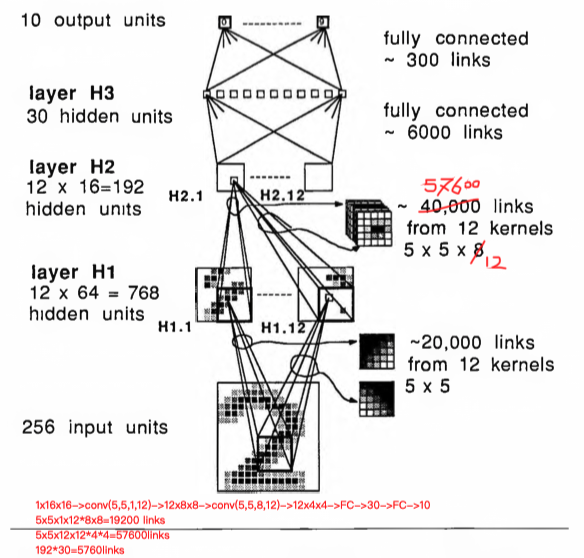 10 output units
fully connected
~ 300 links
layer H3
30 hidden units
fully connected
~ 6000 links
layer H2
12 x 16=192
hidden units
H2.1
H2.12
57600
~ 40,000 links
from 12 kernels
5 x 5 x 8
12
layer H1
12 x 64 = 768
hidden units
H1.1
H1.12
~20,000 links
from 12 kernels
5 x 5
256 input units
1x16x16->conv(5,5,1,12)->12x8x8->conv(5,5,8,12)->12x4x4->FC->30->FC->10
5x5x1x12*8x8=19200 links
5x5x12x12*4*4=57600links
192*30=5760links